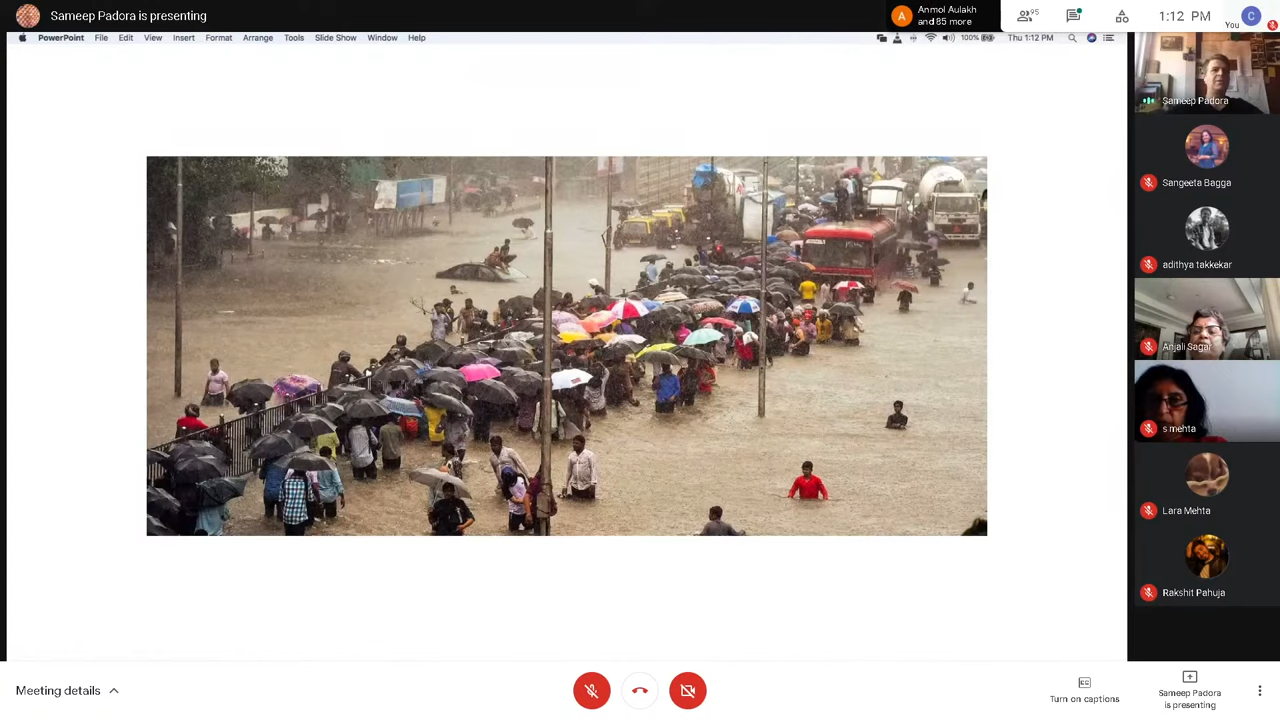 Sameep Padora is presenting
A
Anmol Aulakh
and 85 more
95
1:12 PM
You
C
PowerPoint File Edit View Insert Format Arrange Tools Slide Show Window Help
100%
Thu 1:12 PM
Sameep Padora
Sangeeta Bagga
adithya takkekar
Anjali Sagar
s mehta
Lara Mehta
Rakshit Pahuja
Meeting details
Turn on captions
Sameep Padora
is presenting